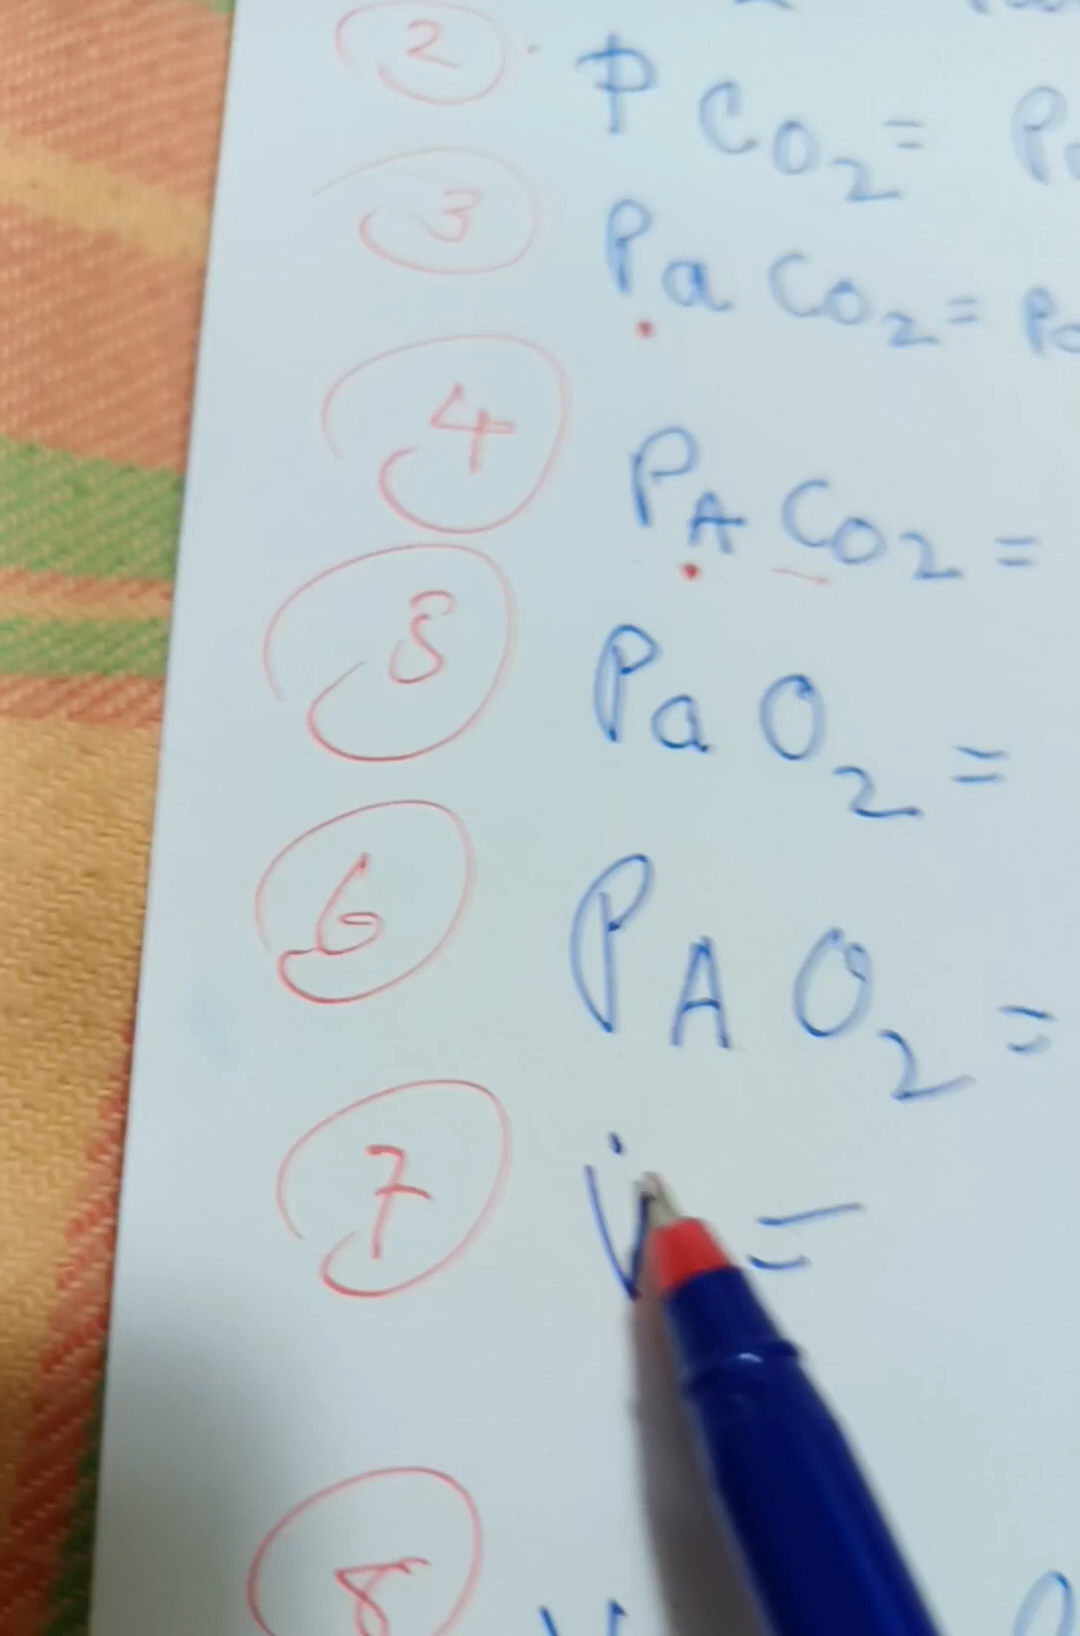 2 . PCO2 =
3 PaCO2 =
4 PACO2 =
5 PaO2 =
6 PAO2 =
7 V̇ =
8